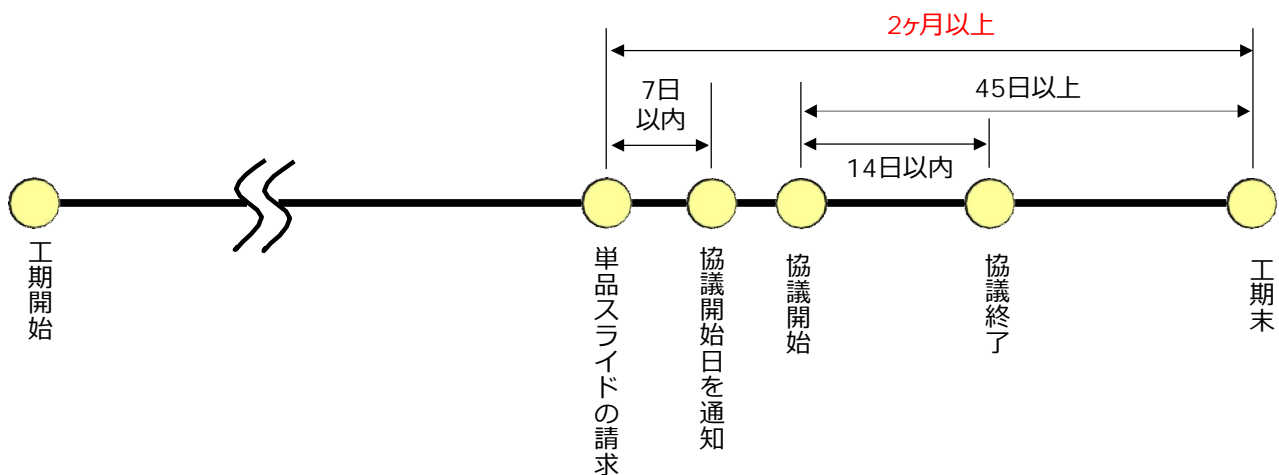 2ヶ月以上
7日
以内
45日以上
14日以内
工期開始
単品スライドの請求
協議開始日を通知
協議開始
協議終了
工期末